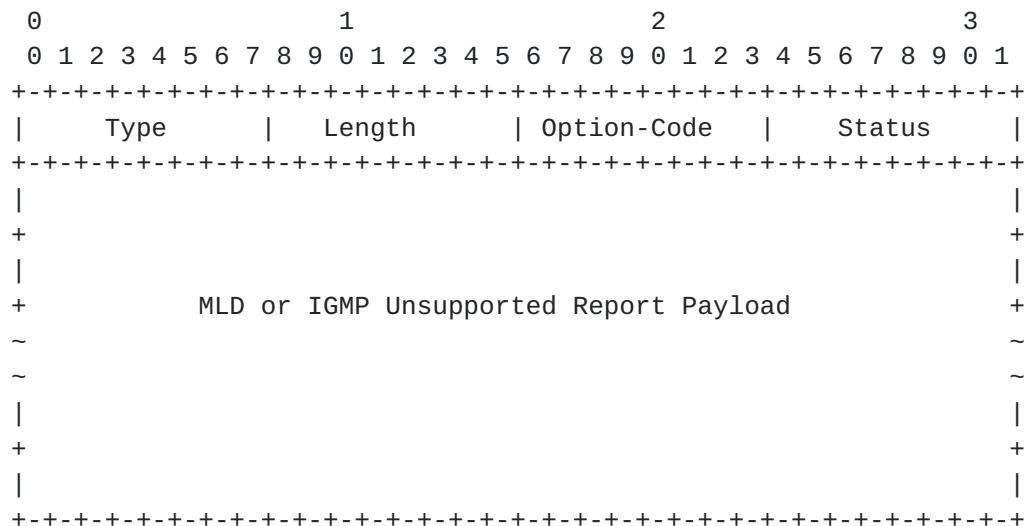 0                   1                   2                   3
 0 1 2 3 4 5 6 7 8 9 0 1 2 3 4 5 6 7 8 9 0 1 2 3 4 5 6 7 8 9 0 1
+-+-+-+-+-+-+-+-+-+-+-+-+-+-+-+-+-+-+-+-+-+-+-+-+-+-+-+-+-+-+-+-+
|     Type      |   Length      | Option-Code   |    Status     |
+-+-+-+-+-+-+-+-+-+-+-+-+-+-+-+-+-+-+-+-+-+-+-+-+-+-+-+-+-+-+-+-+
|                                                               |
+                                                               +
|                                                               |
+           MLD or IGMP Unsupported Report Payload              +
~                                                               ~
~                                                               ~
|                                                               |
+                                                               +
|                                                               |
+-+-+-+-+-+-+-+-+-+-+-+-+-+-+-+-+-+-+-+-+-+-+-+-+-+-+-+-+-+-+-+-+